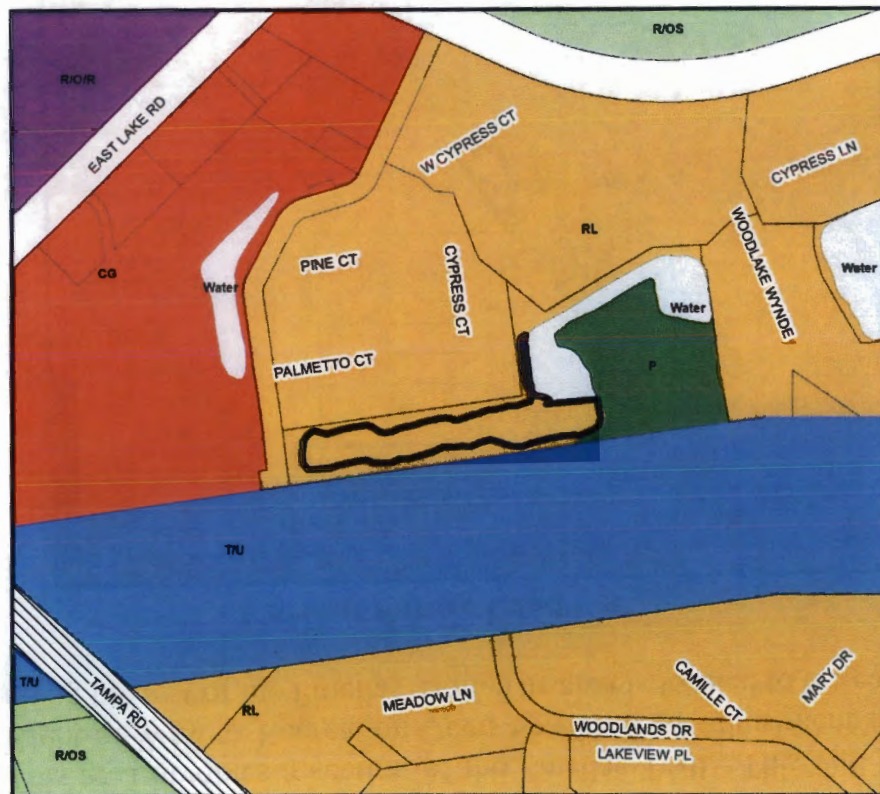 R/OS
R/O/R
EAST LAKE RD
W CYPRESS CT
CYPRESS LN
RL
WOODLAKE WYNDE
CG
Water
PINE CT
CYPRESS CT
Water
Water
PALMETTO CT
P
T/U
T/U
TAMPA RD
RL
MEADOW LN
CAMILLE CT
MARY DR
WOODLANDS DR
LAKEVIEW PL
R/OS